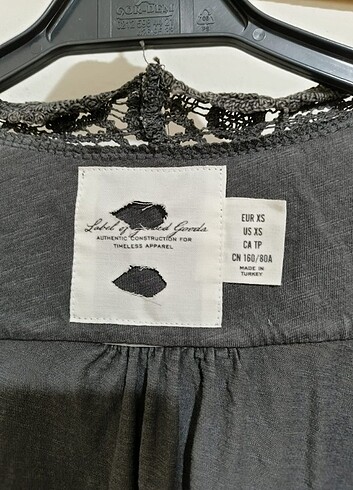 Label of Graded Goods
AUTHENTIC CONSTRUCTION FOR
TIMELESS APPAREL
EUR XS
US XS
CA TP
CN 160/80A
MADE IN
TURKEY